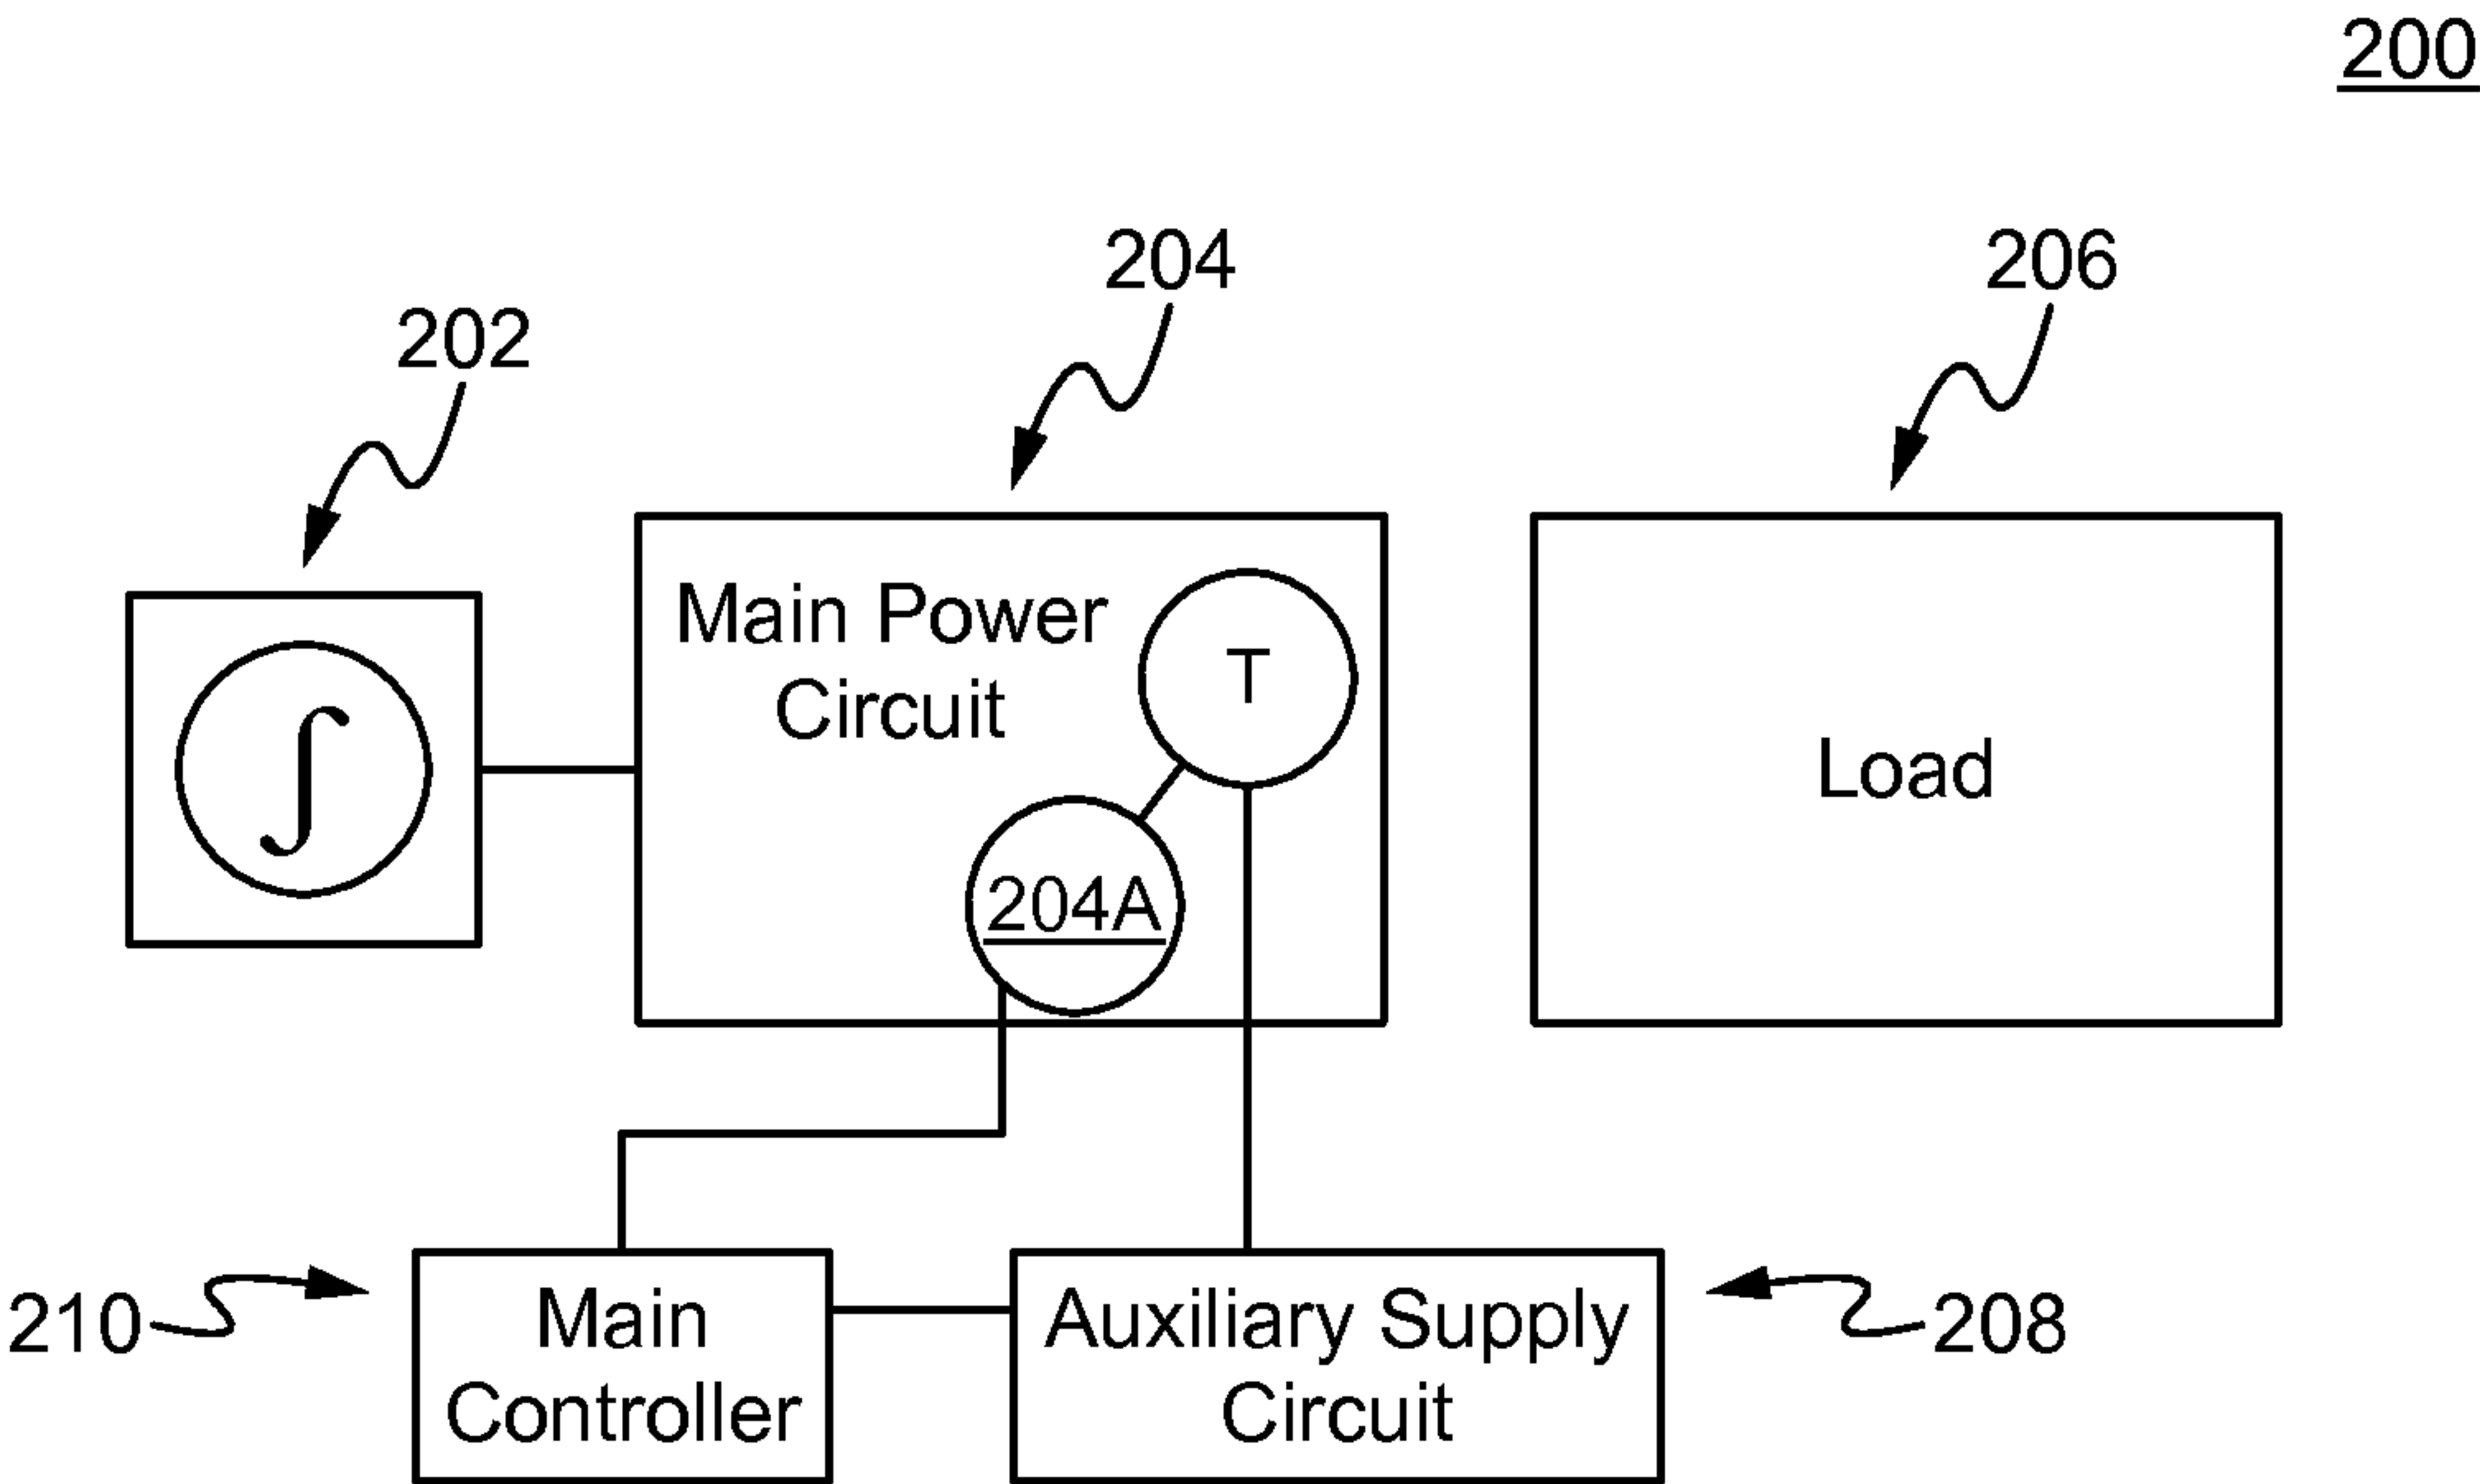 200
204
206
202
Main Power
Circuit
T
∫
Load
204A
210
Main
Controller
Auxiliary Supply
Circuit
208